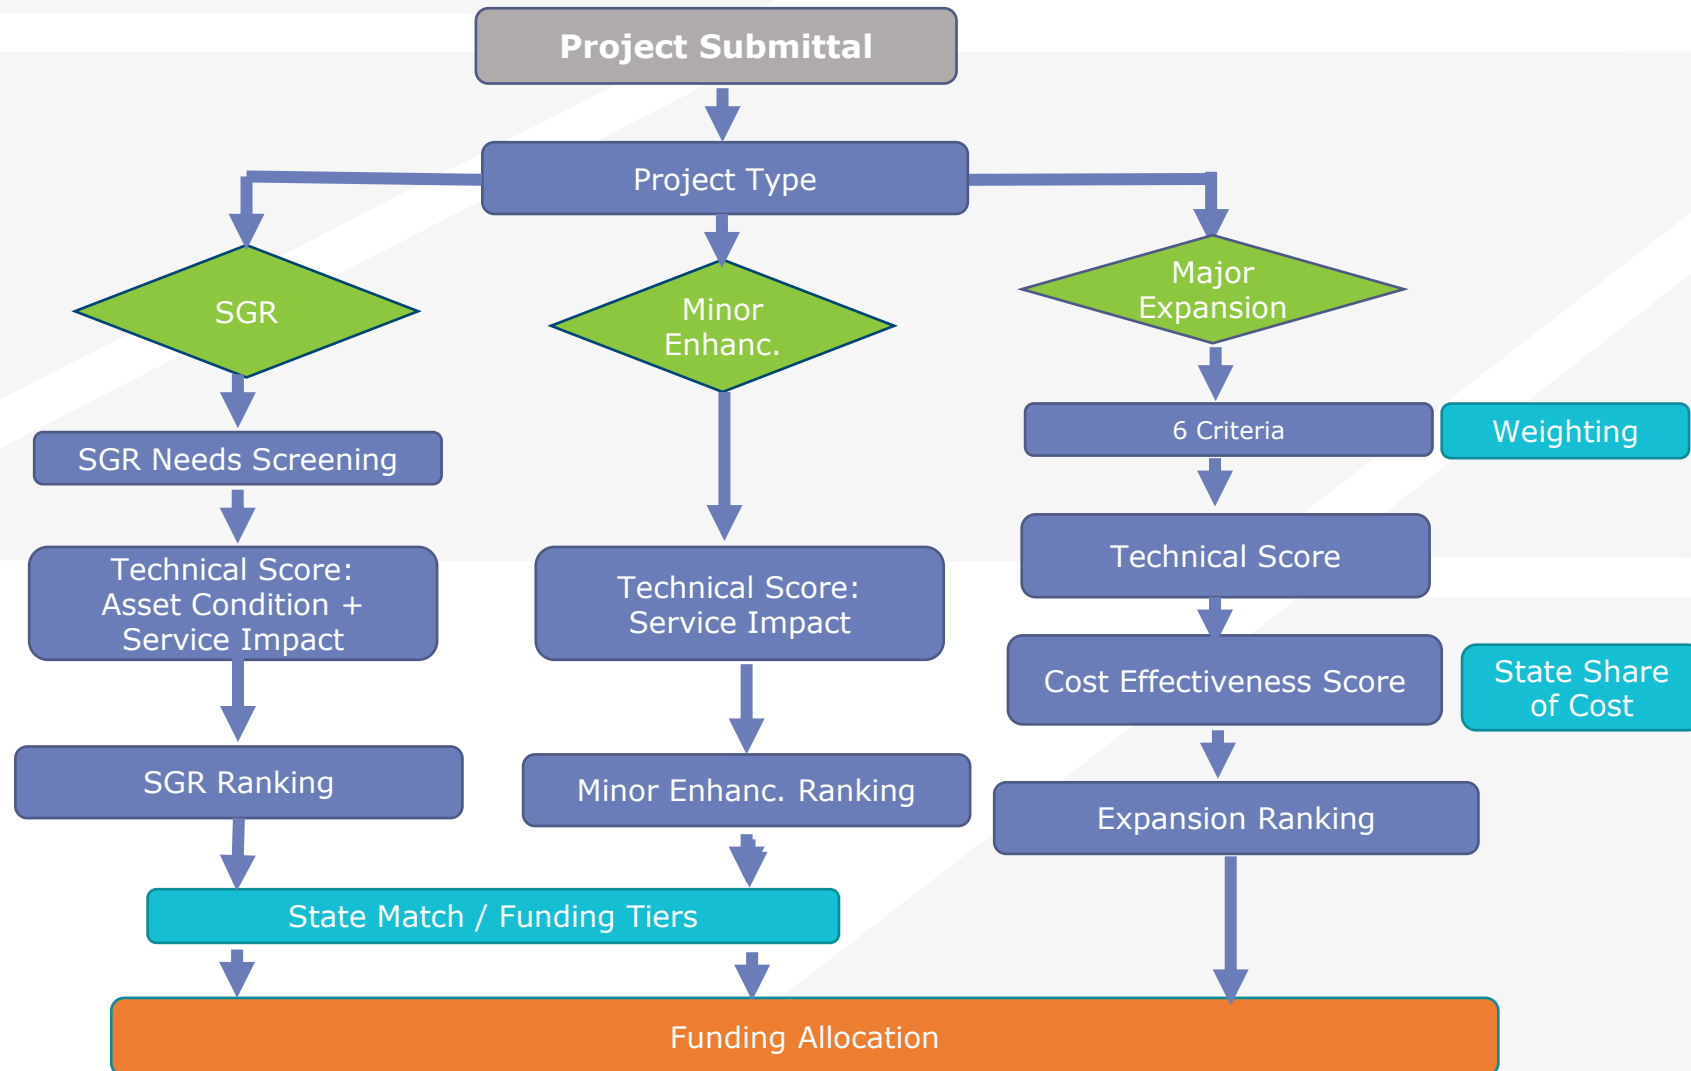 Project Submittal
Project Type
SGR
Minor
Enhanc.
Major
Expansion
SGR Needs Screening
6 Criteria
Weighting
Technical Score:
Asset Condition +
Service Impact
Technical Score:
Service Impact
Technical Score
Cost Effectiveness Score
State Share
of Cost
SGR Ranking
Minor Enhanc. Ranking
Expansion Ranking
State Match / Funding Tiers
Funding Allocation